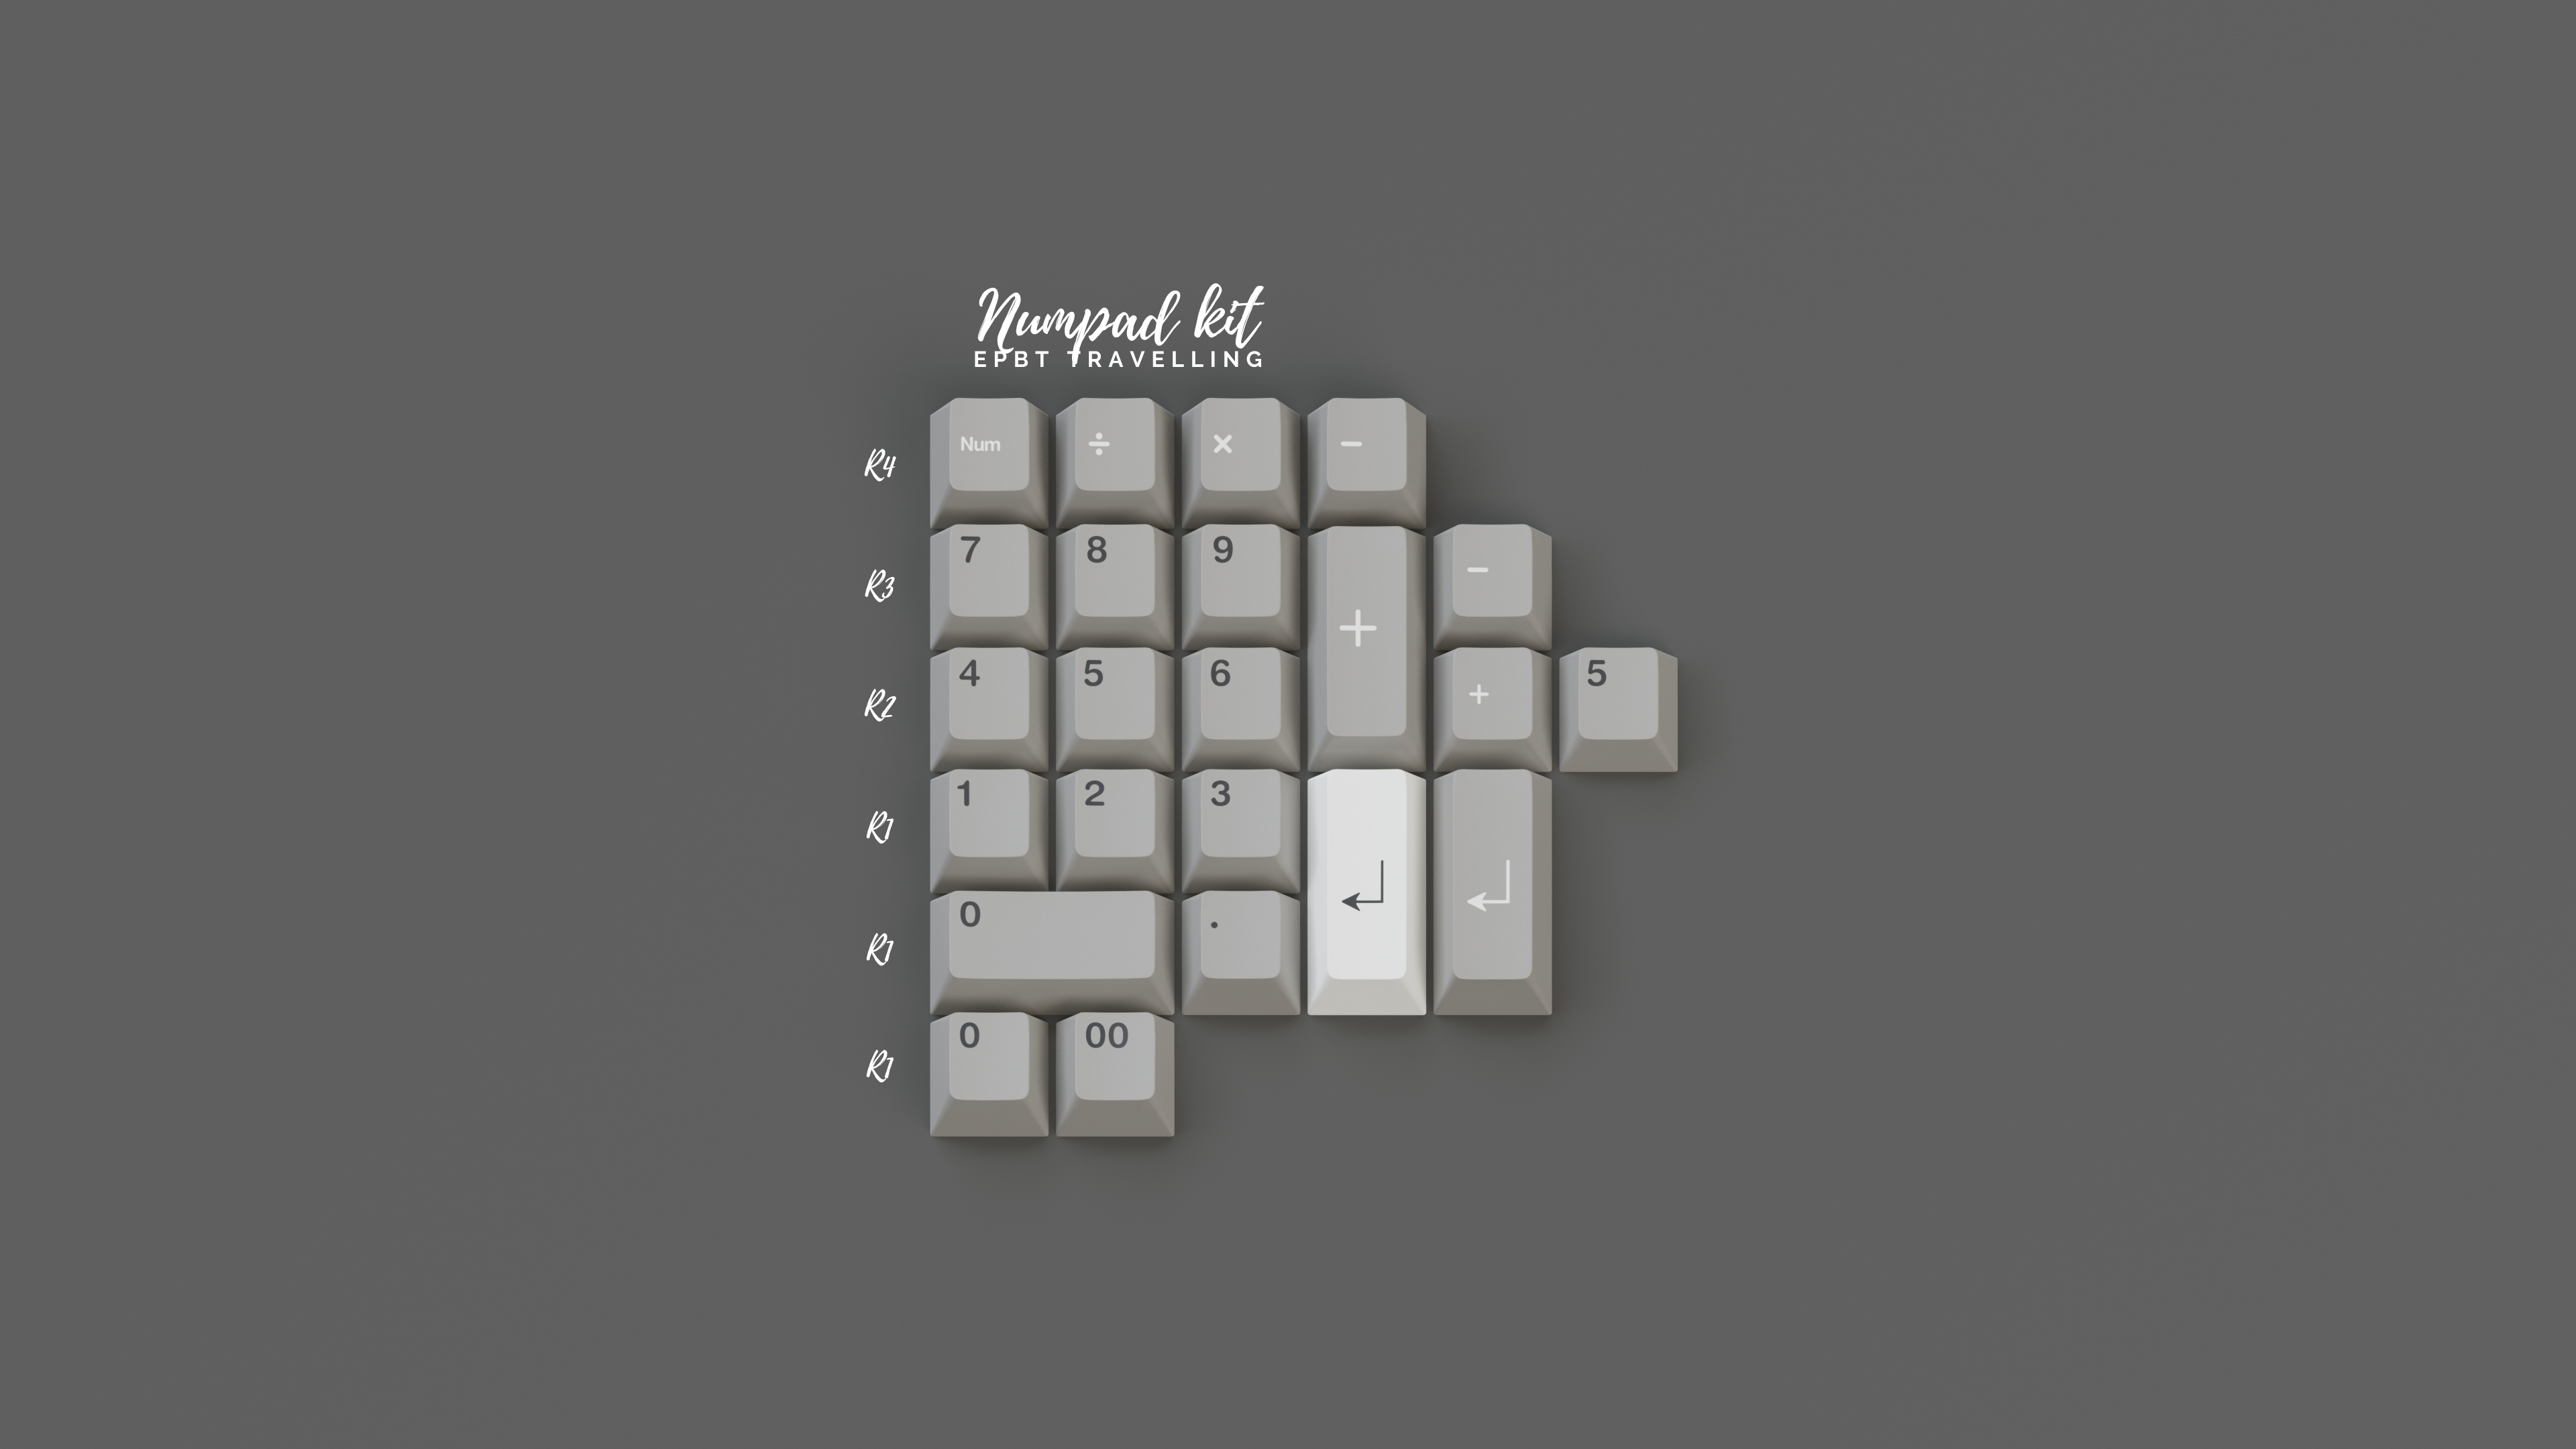 Numpad kit
EPBT TRAVELLING
R4 Num ÷ × −
R3 7 8 9 + −
R2 4 5 6 + 5
R1 1 2 3 ↵ ↵
R1 0 .
R1 0 00